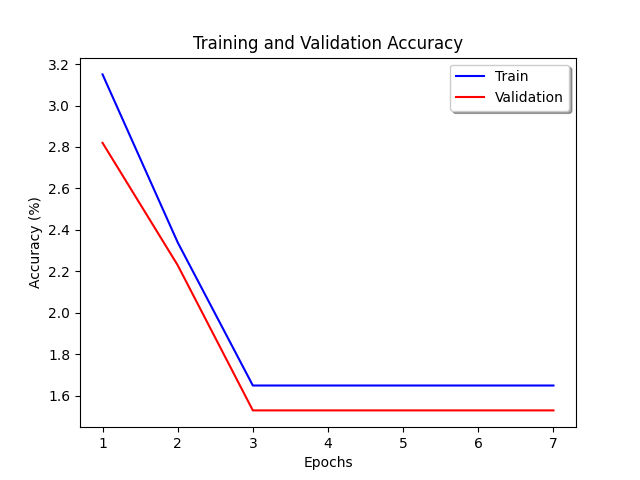 Training and Validation Accuracy
Train
Validation
Accuracy (%)
3.2
3.0
2.8
2.6
2.4
2.2
2.0
1.8
1.6
1 2 3 4 5 6 7
Epochs